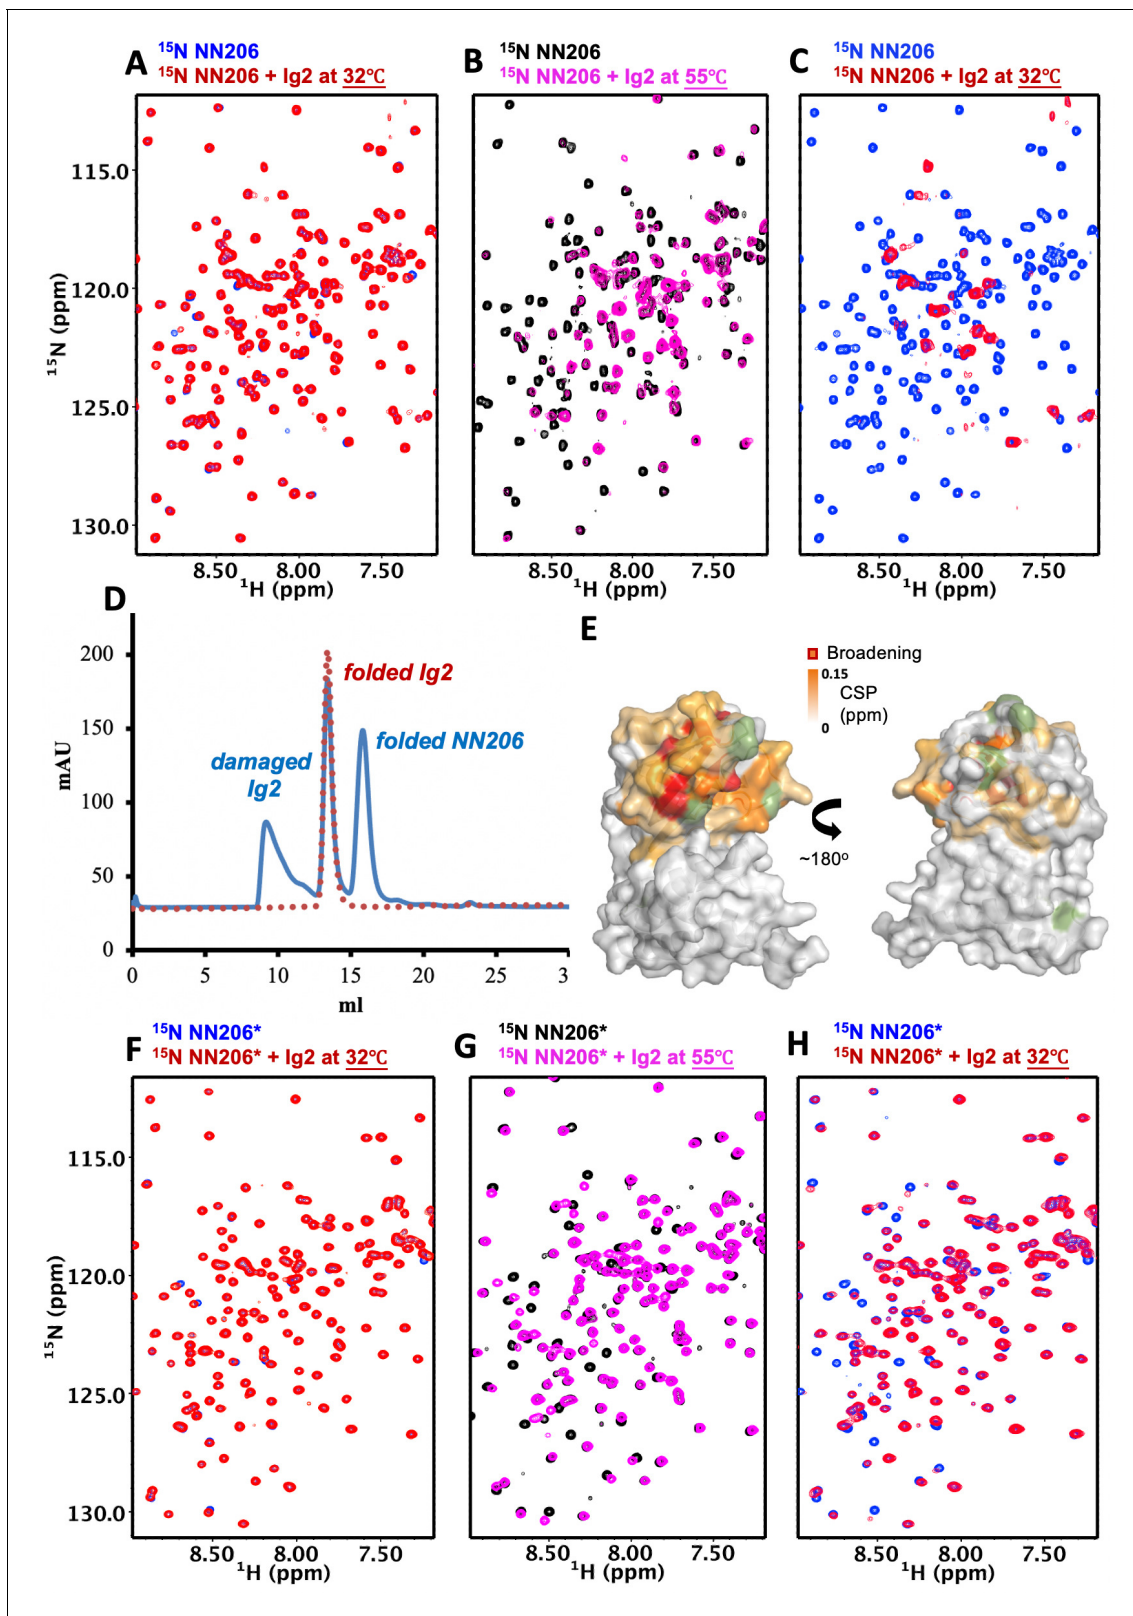 A
¹⁵N NN206
¹⁵N NN206 + Ig2 at 32℃
B
¹⁵N NN206
¹⁵N NN206 + Ig2 at 55℃
C
¹⁵N NN206
¹⁵N NN206 + Ig2 at 32℃
115.0
120.0
125.0
130.0
¹⁵N (ppm)
8.50 8.00 7.50
¹H (ppm)
8.50 8.00 7.50
¹H (ppm)
8.50 8.00 7.50
¹H (ppm)
D
200
150
100
50
0
mAU
folded Ig2
folded NN206
damaged
Ig2
0 5 10 15 20 25 3
ml
E
Broadening
0.15
CSP
(ppm)
0
~180°
F
¹⁵N NN206*
¹⁵N NN206* + Ig2 at 32℃
G
¹⁵N NN206*
¹⁵N NN206* + Ig2 at 55℃
H
¹⁵N NN206*
¹⁵N NN206* + Ig2 at 32℃
115.0
120.0
125.0
130.0
¹⁵N (ppm)
8.50 8.00 7.50
¹H (ppm)
8.50 8.00 7.50
¹H (ppm)
8.50 8.00 7.50
¹H (ppm)